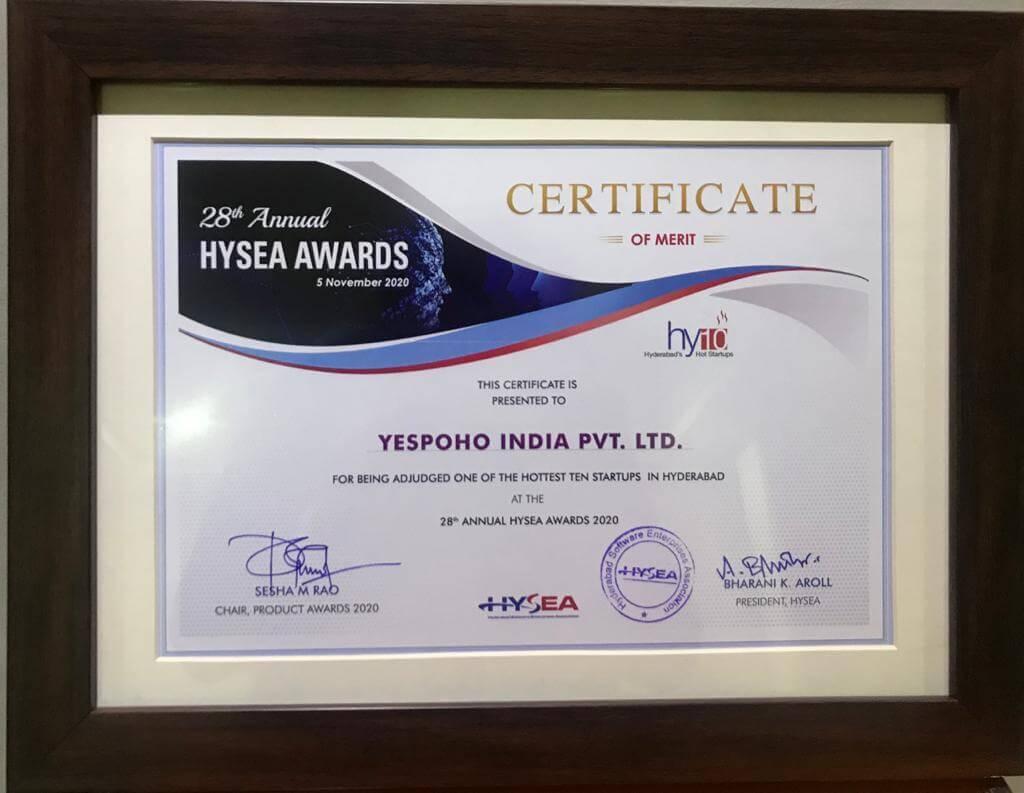 28th Annual
HYSEA AWARDS
5 November 2020
CERTIFICATE
OF MERIT
hy10
Hyderabad's Hot Startups
THIS CERTIFICATE IS
PRESENTED TO
YESPOHO INDIA PVT. LTD.
FOR BEING ADJUDGED ONE OF THE HOTTEST TEN STARTUPS IN HYDERABAD
AT THE
28th ANNUAL HYSEA AWARDS 2020
SESHA M RAO
CHAIR, PRODUCT AWARDS 2020
HYSEA
Hyderabad Software Enterprises Association
HYSEA
A.
BHARANI K. AROLL
PRESIDENT, HYSEA